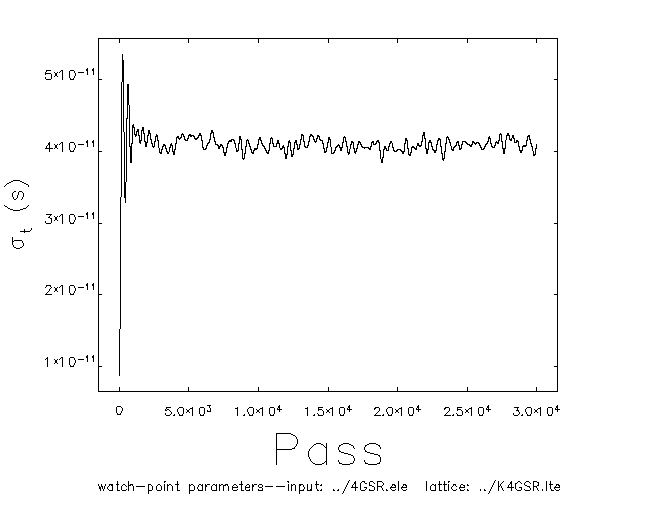 5×10⁻¹¹
4×10⁻¹¹
3×10⁻¹¹
2×10⁻¹¹
1×10⁻¹¹
σₜ (s)
0 5.0×10³ 1.0×10⁴ 1.5×10⁴ 2.0×10⁴ 2.5×10⁴ 3.0×10⁴
Pass
watch-point parameters--input: ../4GSR.ele lattice: ../K4GSR.lte